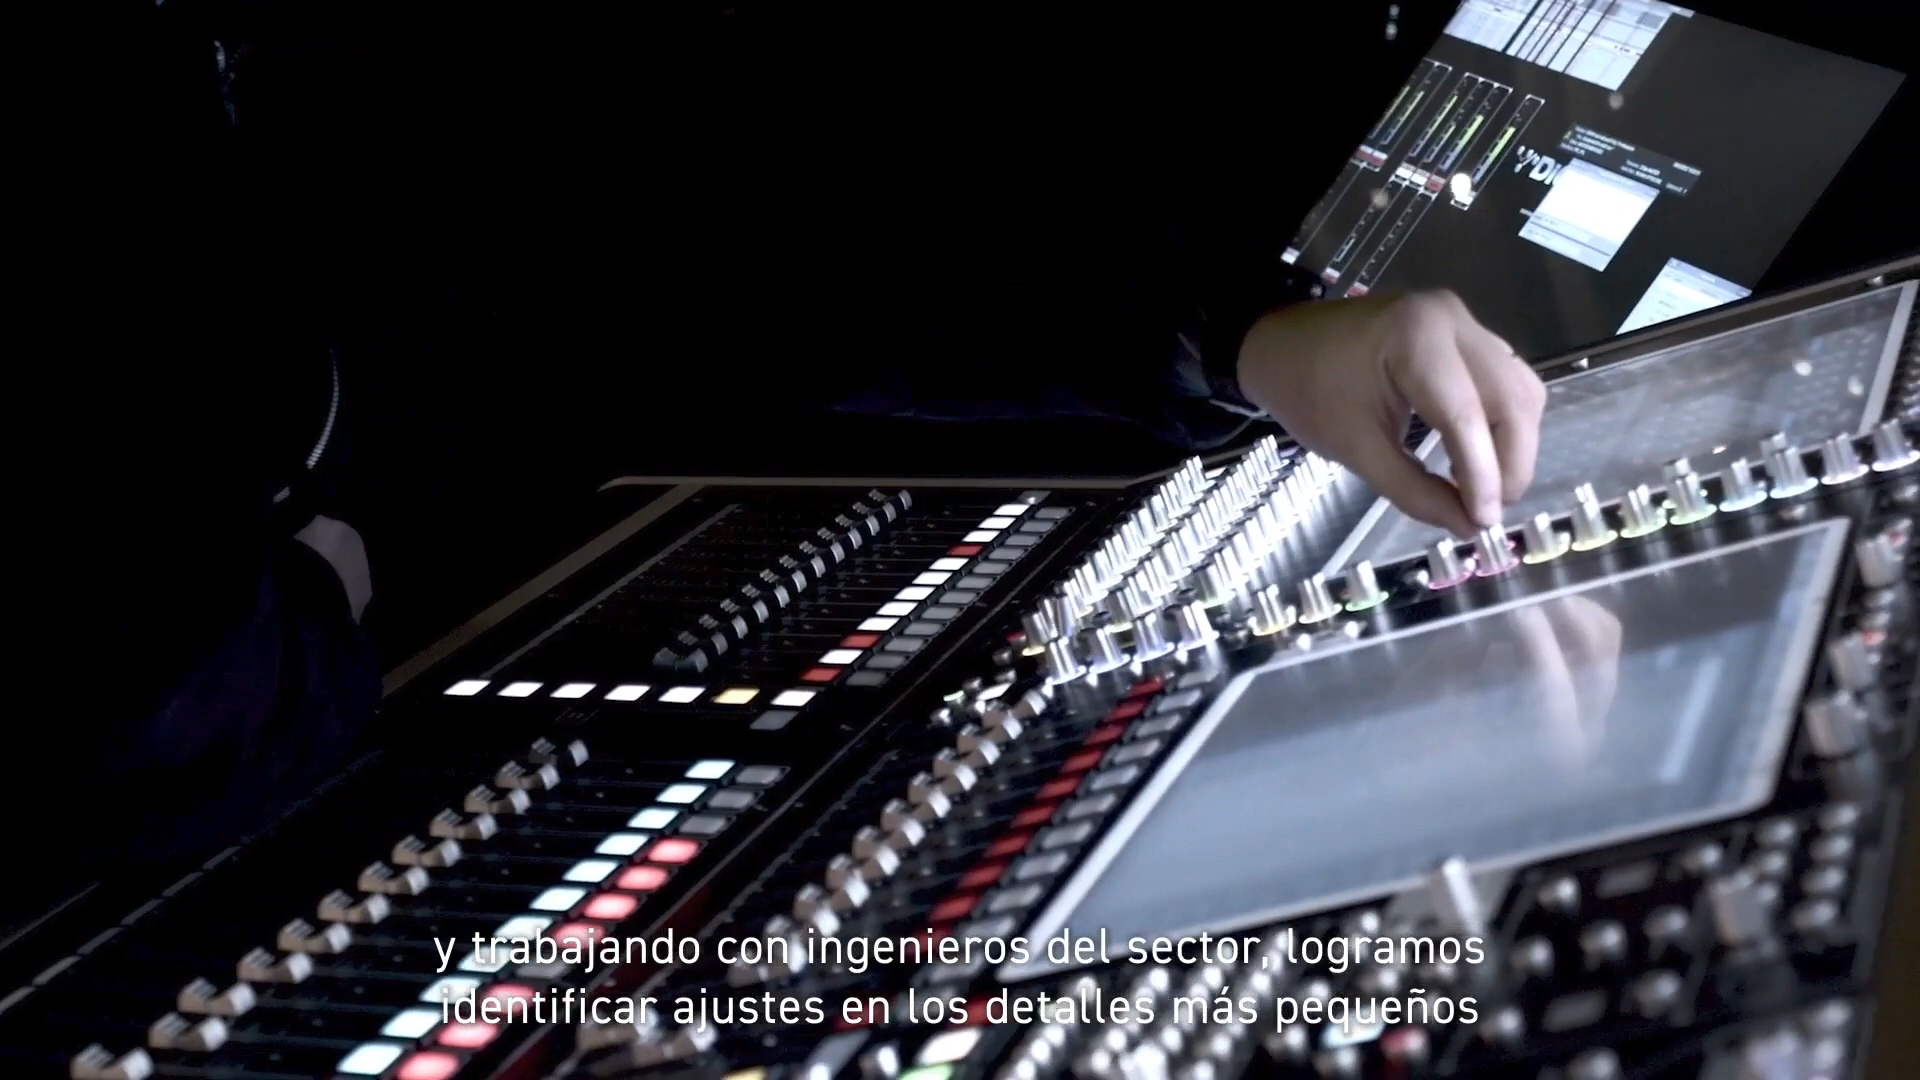 y trabajando con ingenieros del sector, logramos
identificar ajustes en los detalles más pequeños